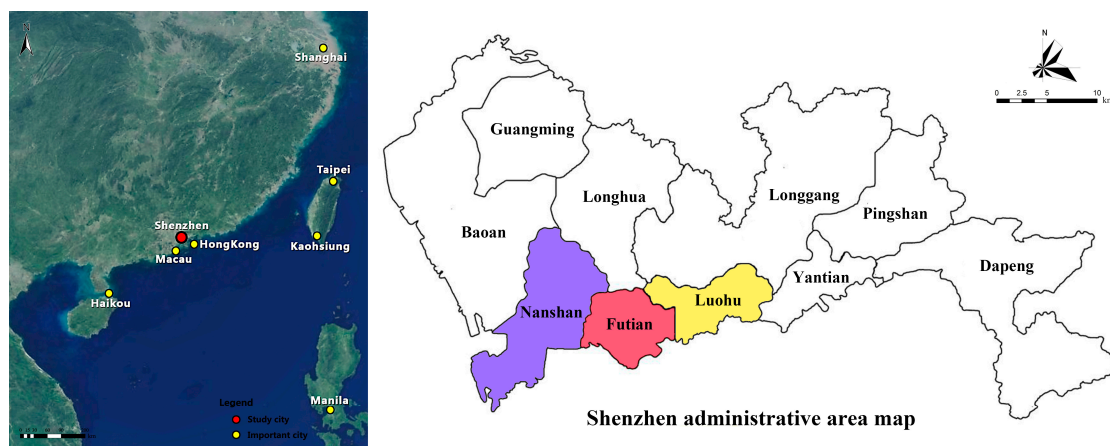 N
Shanghai
Taipei
Shenzhen
HongKong
Kaohsiung
Macau
Haikou
Manila
Legend
Study city
Important city
N
0 2.5 5 10
Guangming
Longhua
Longgang
Pingshan
Baoan
Dapeng
Yantian
Nanshan
Futian
Luohu
Shenzhen administrative area map